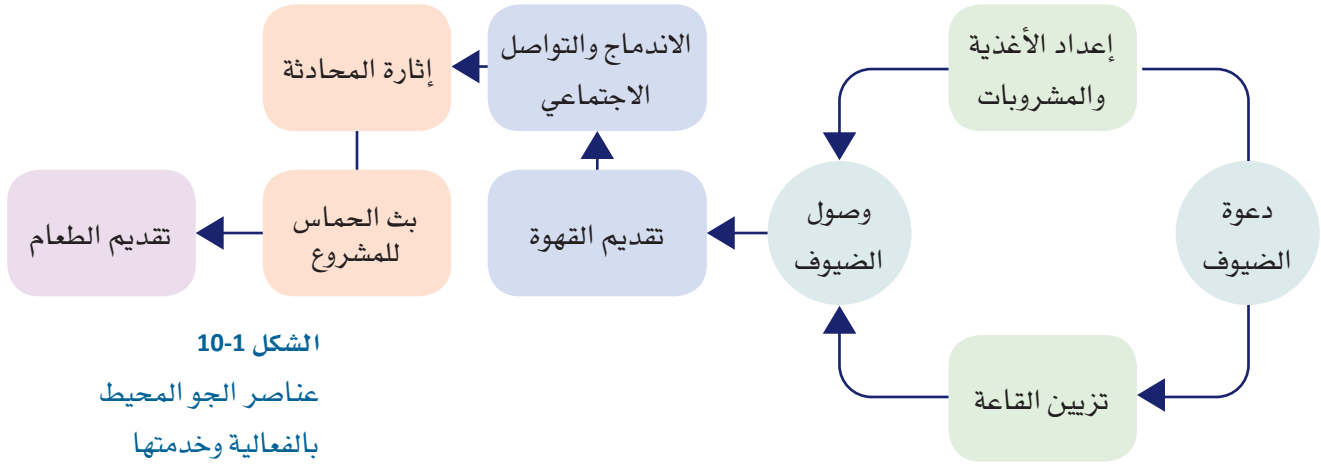 دعوة
الضيوف
إعداد الأغذية
والمشروبات
تزيين القاعة
وصول
الضيوف
تقديم القهوة
الاندماج والتواصل
الاجتماعي
إثارة المحادثة
بث الحماس
للمشروع
تقديم الطعام
الشكل 1-10
عناصر الجو المحيط
بالفعالية وخدمتها